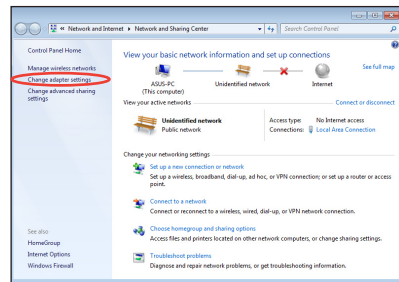 « Network and Internet ▸ Network and Sharing Center
Search Control Panel
Control Panel Home
Manage wireless networks
Change adapter settings
Change advanced sharing
settings
See also
HomeGroup
Internet Options
Windows Firewall
View your basic network information and set up connections
See full map
ASUS-PC
(This computer)
Unidentified network
Internet
View your active networks
Connect or disconnect
Unidentified network
Public network
Access type: No Internet access
Connections: Local Area Connection
Change your networking settings
Set up a new connection or network
Set up a wireless, broadband, dial-up, ad hoc, or VPN connection; or set up a router or access
point.
Connect to a network
Connect or reconnect to a wireless, wired, dial-up, or VPN network connection.
Choose homegroup and sharing options
Access files and printers located on other network computers, or change sharing settings.
Troubleshoot problems
Diagnose and repair network problems, or get troubleshooting information.